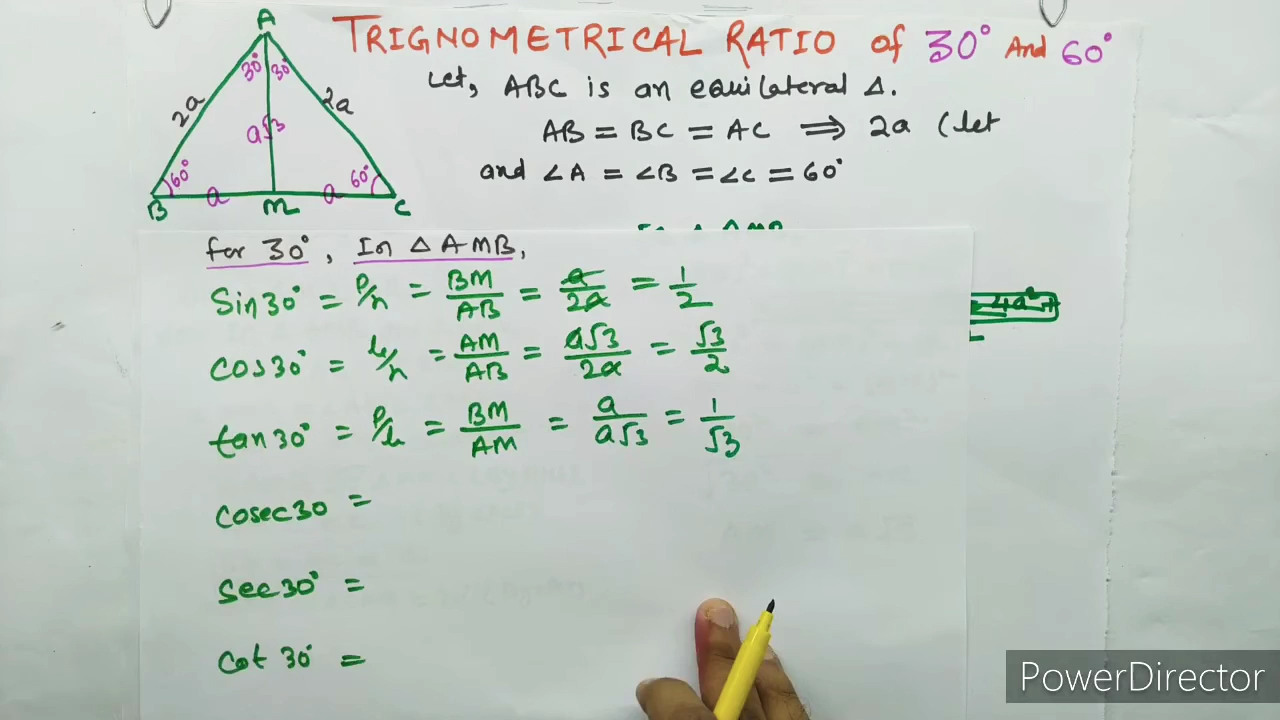 TRIGNOMETRICAL RATIO of 30° And 60°
Let, ABC is an equilateral Δ.
AB = BC = AC ⇒ 2a (let
and ∠A = ∠B = ∠C = 60°
A
30° 30°
2a 2a
a√3
60° 60°
a a
B M C
for 30°, In Δ AMB,
Sin30° = P/h = BM/AB = a/2a = 1/2
cos30° = b/h = AM/AB = a√3/2a = √3/2
tan30° = P/b = BM/AM = a/a√3 = 1/√3
cosec30 =
sec30° =
cot 30° =
4a²
PowerDirector